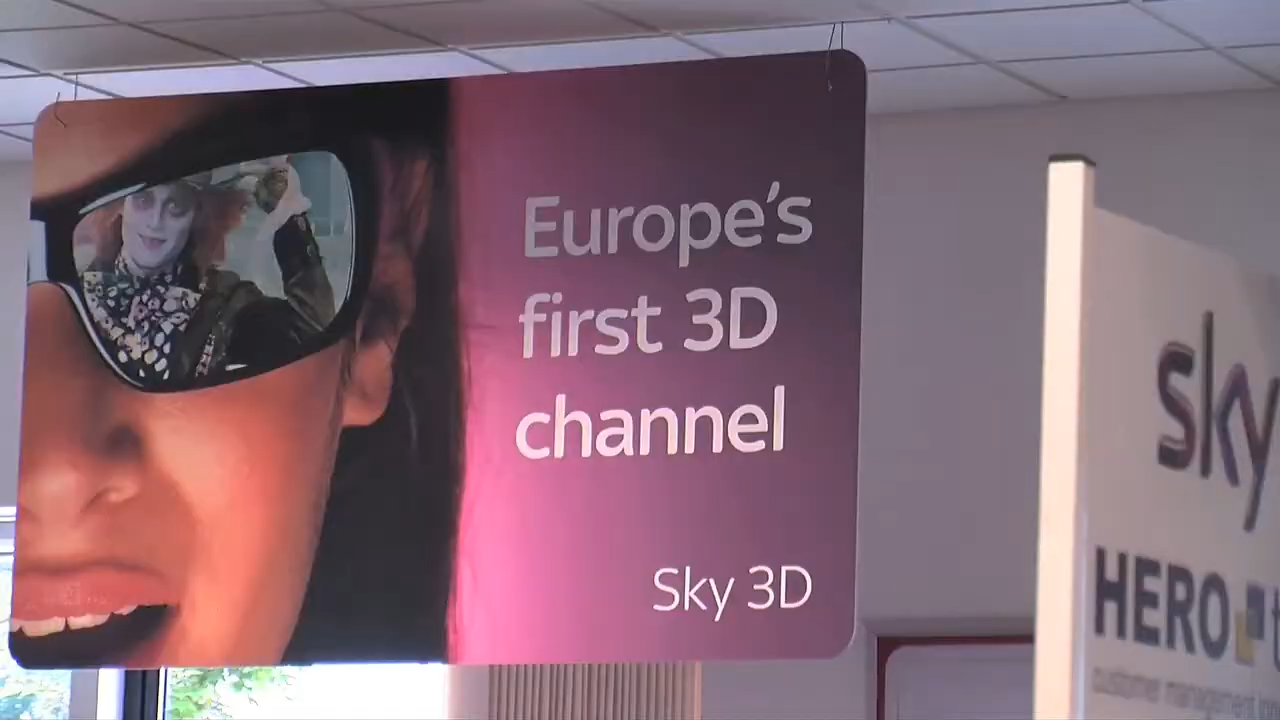 Europe's
first 3D
channel
Sky 3D
sky
HERO
customer management